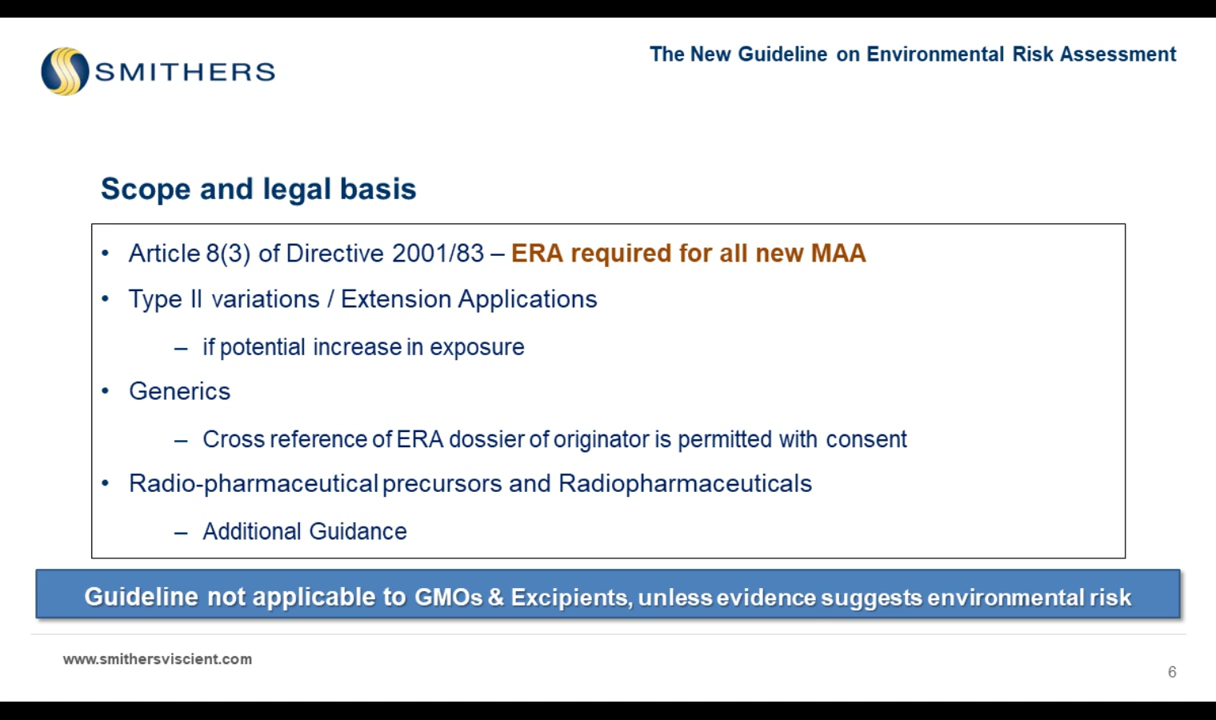 SMITHERS
The New Guideline on Environmental Risk Assessment
Scope and legal basis
• Article 8(3) of Directive 2001/83 – ERA required for all new MAA
• Type II variations / Extension Applications
– if potential increase in exposure
• Generics
– Cross reference of ERA dossier of originator is permitted with consent
• Radio-pharmaceutical precursors and Radiopharmaceuticals
– Additional Guidance
Guideline not applicable to GMOs & Excipients, unless evidence suggests environmental risk
www.smithersviscient.com
6